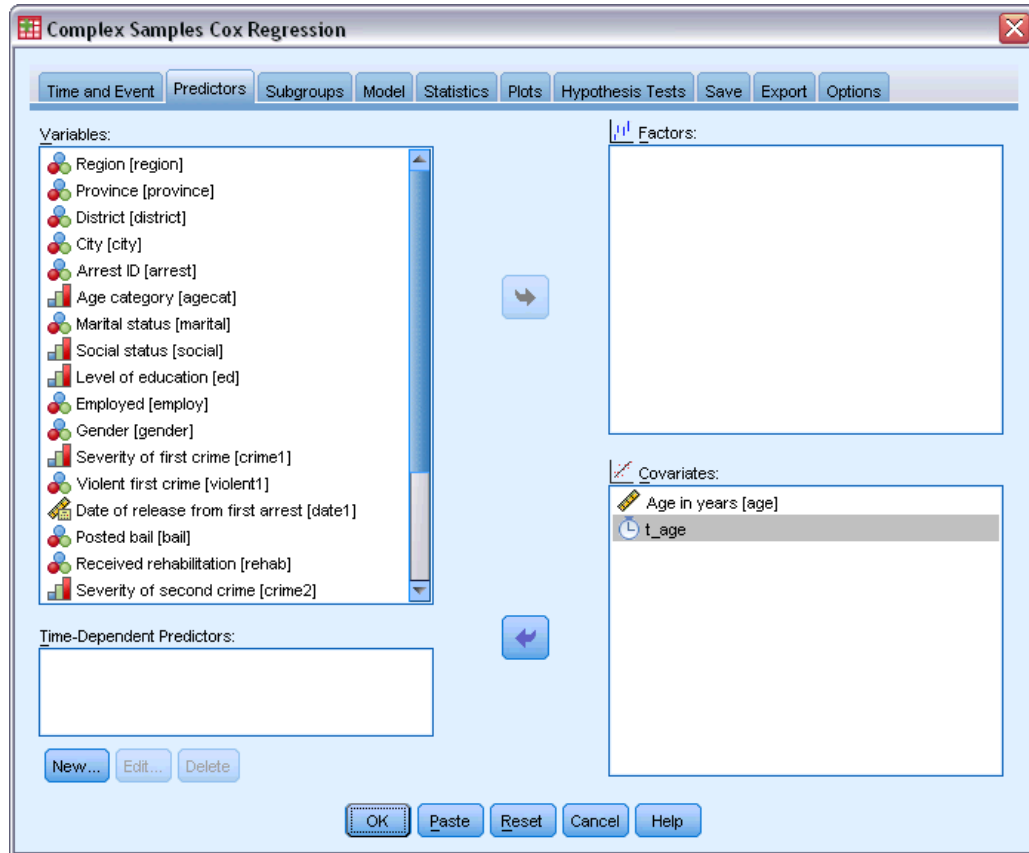 Complex Samples Cox Regression
Time and Event Predictors Subgroups Model Statistics Plots Hypothesis Tests Save Export Options
Variables:
Region [region]
Province [province]
District [district]
City [city]
Arrest ID [arrest]
Age category [agecat]
Marital status [marital]
Social status [social]
Level of education [ed]
Employed [employ]
Gender [gender]
Severity of first crime [crime1]
Violent first crime [violent1]
Date of release from first arrest [date1]
Posted bail [bail]
Received rehabilitation [rehab]
Severity of second crime [crime2]
Time-Dependent Predictors:
New... Edit... Delete
Factors:
Covariates:
Age in years [age]
t_age
OK Paste Reset Cancel Help